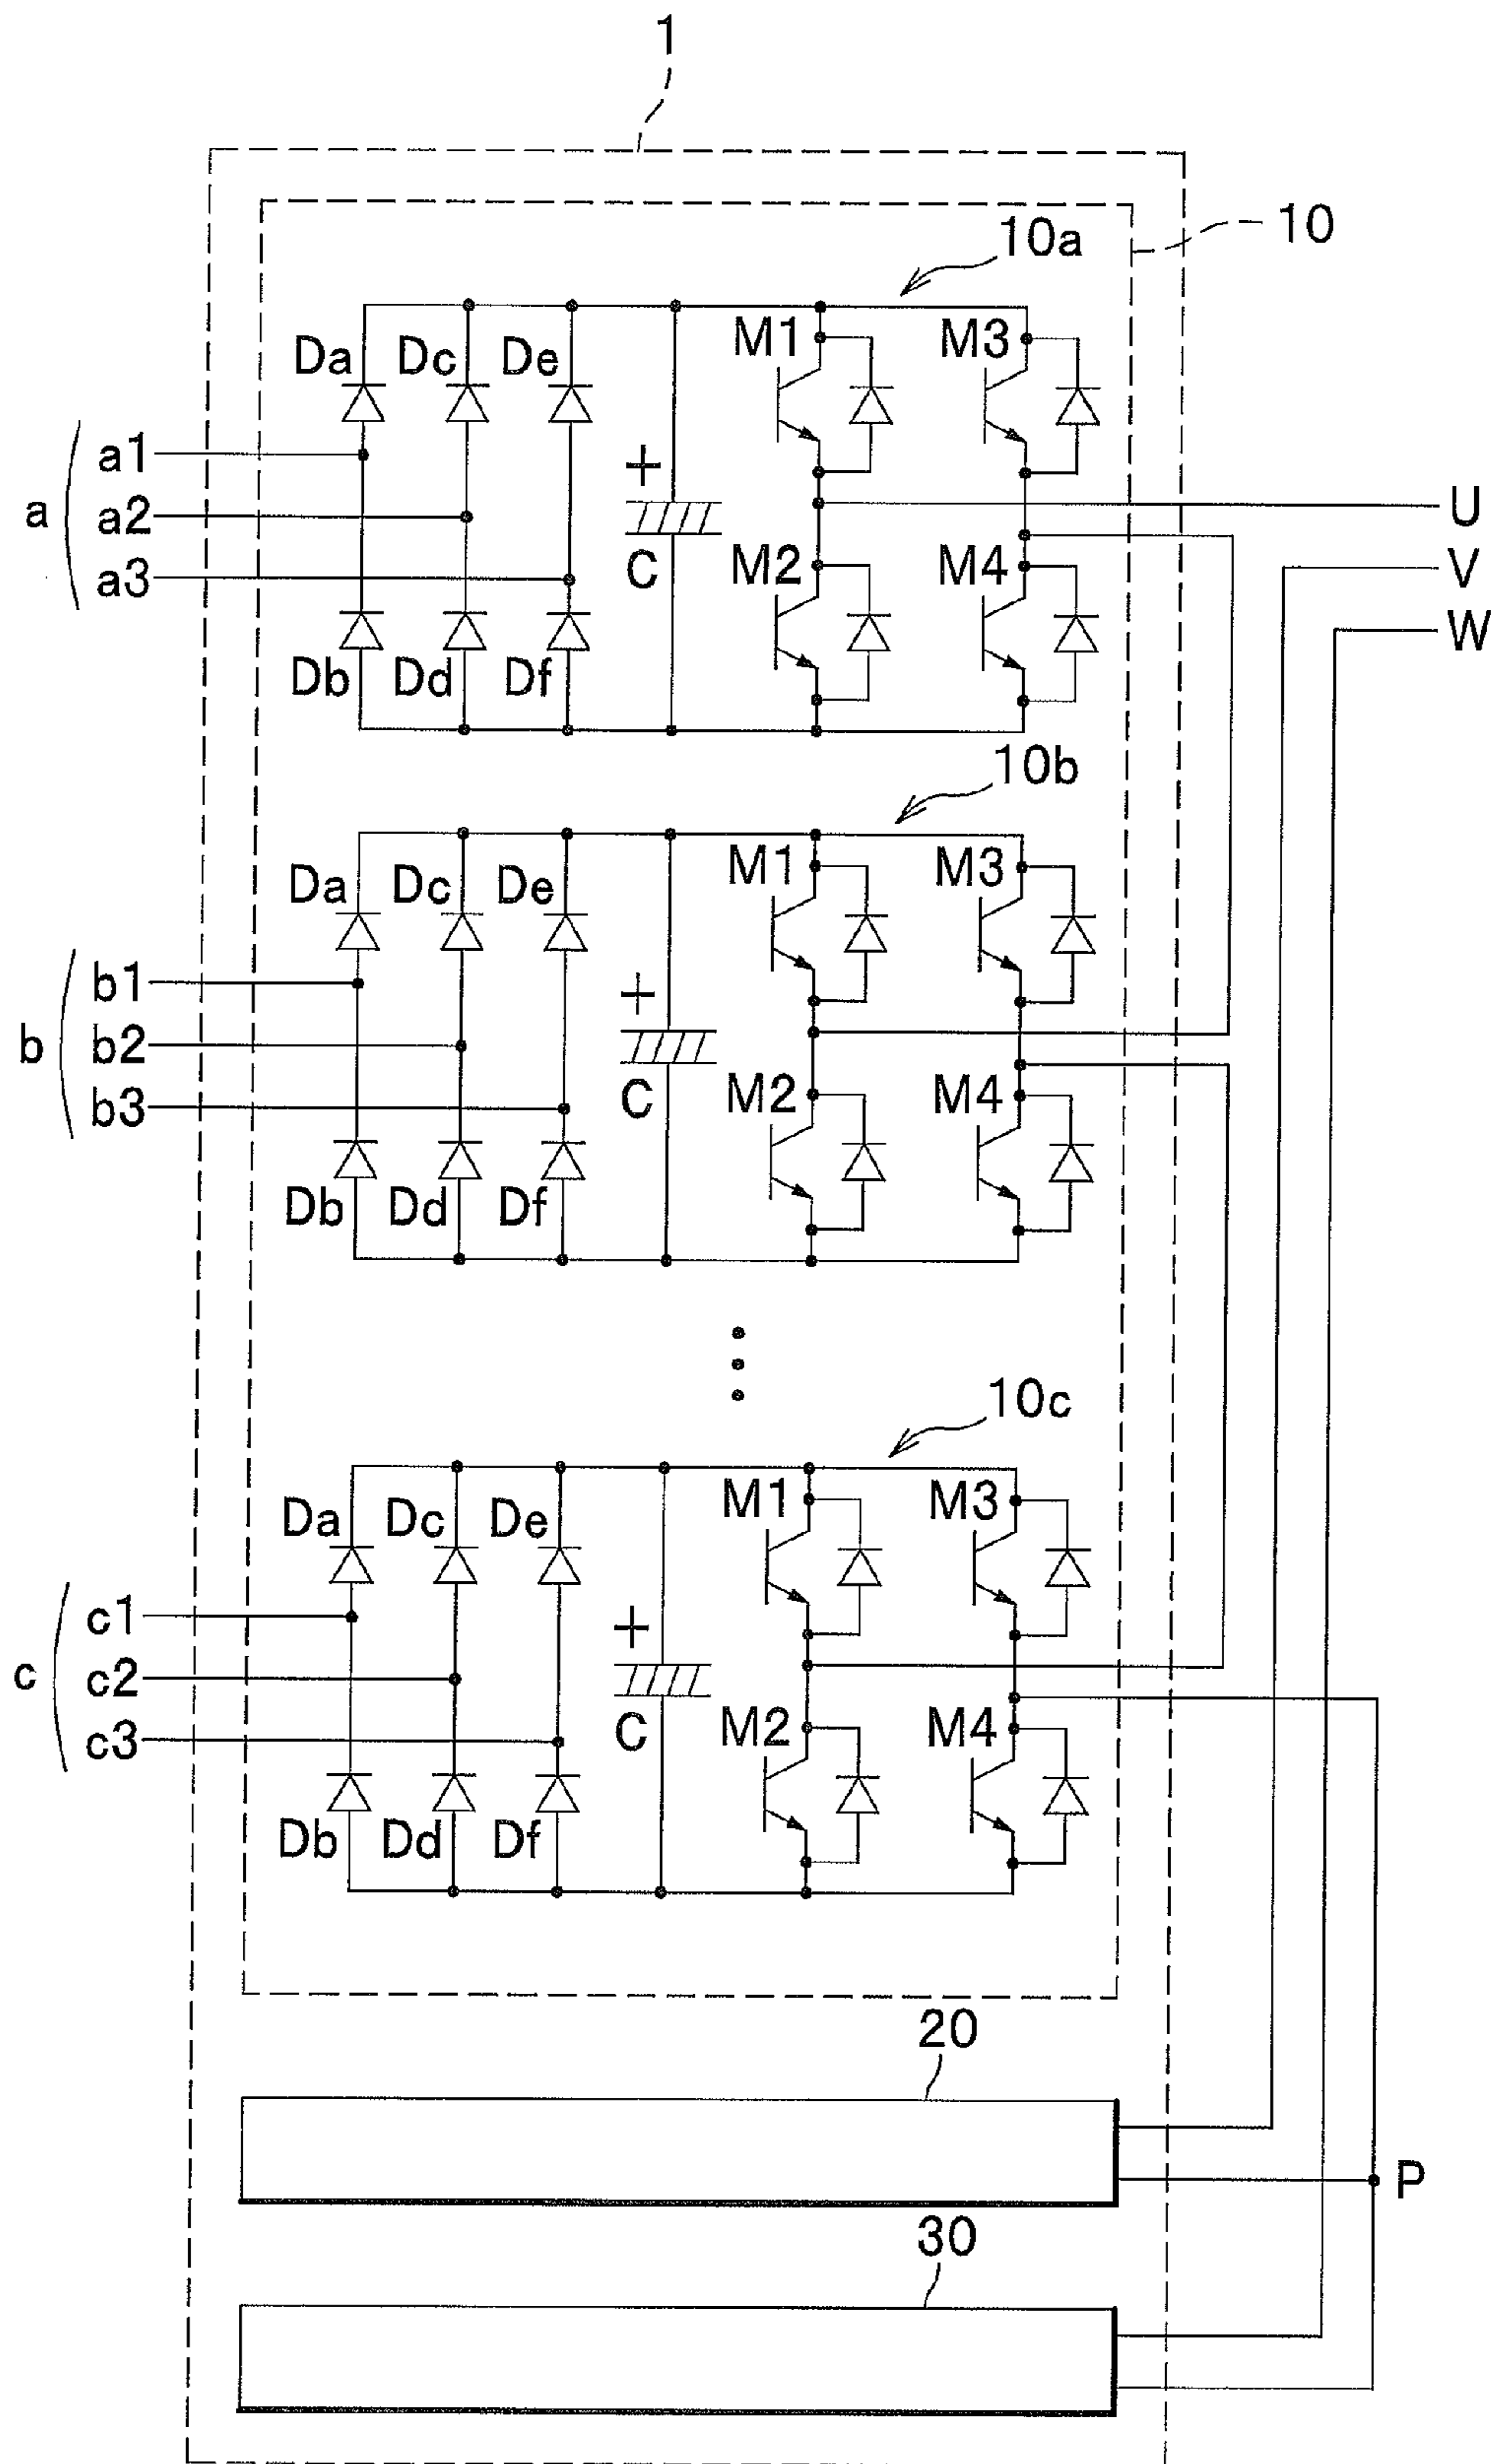 1
10
10a
Da Dc De M1 M3
a a1
a2
a3
+
C
M2 M4
Db Dd Df
U
V
W
10b
Da Dc De M1 M3
b b1
b2
b3
+
C
M2 M4
Db Dd Df
10c
Da Dc De M1 M3
c c1
c2
c3
+
C
M2 M4
Db Dd Df
20
P
30